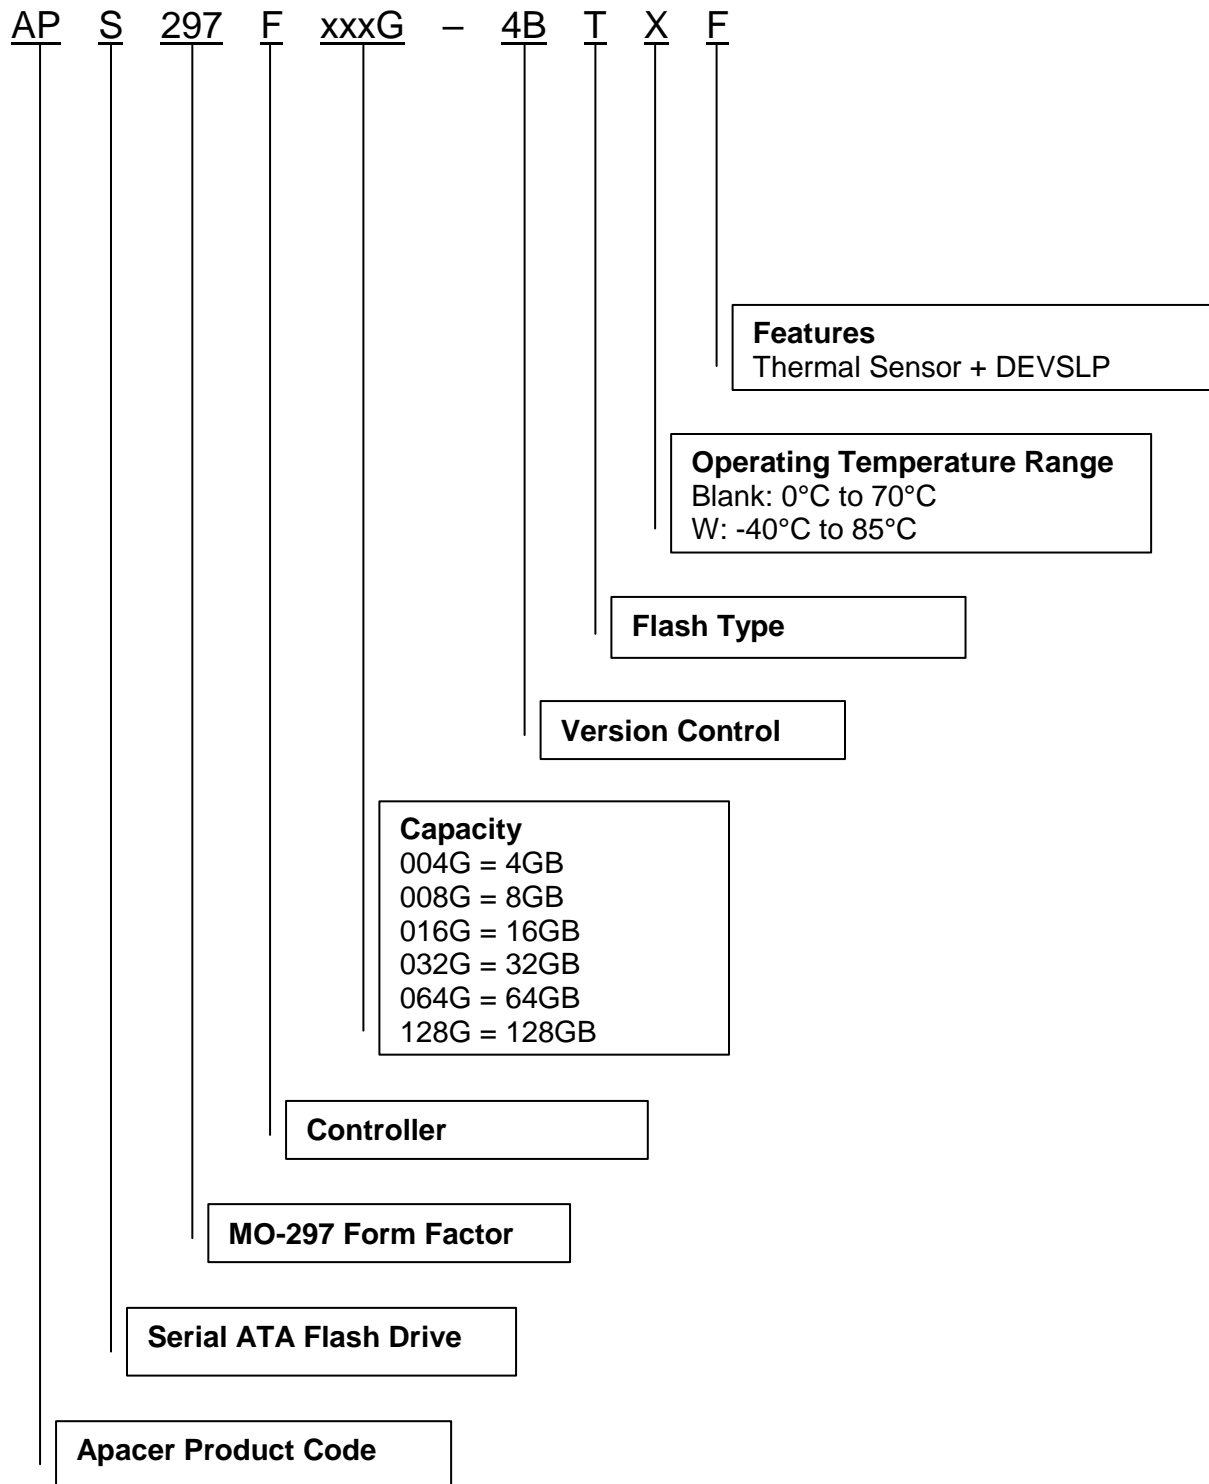 AP S 297 F xxxG – 4B T X F
Features
Thermal Sensor + DEVSLP
Operating Temperature Range
Blank: 0°C to 70°C
W: -40°C to 85°C
Flash Type
Version Control
Capacity
004G = 4GB
008G = 8GB
016G = 16GB
032G = 32GB
064G = 64GB
128G = 128GB
Controller
MO-297 Form Factor
Serial ATA Flash Drive
Apacer Product Code